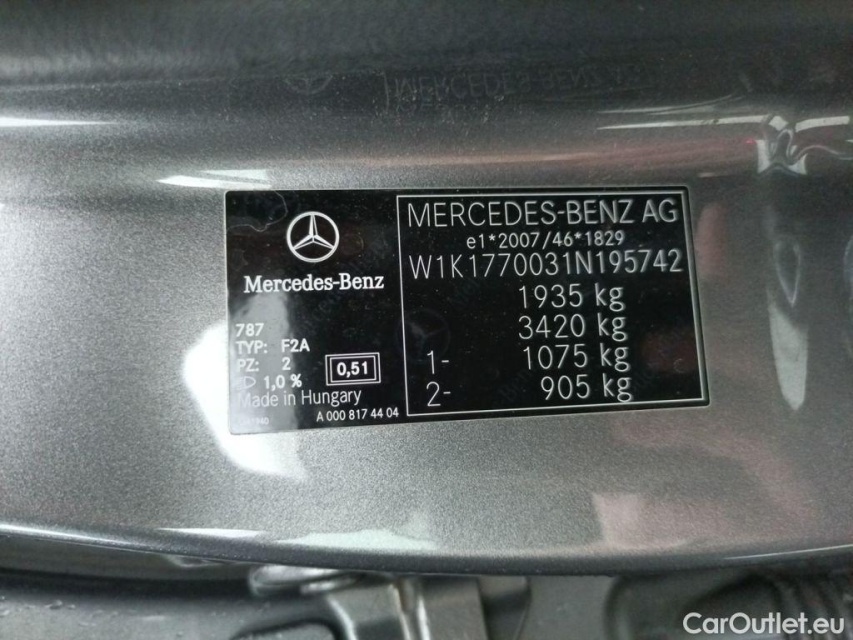 Mercedes-Benz
787
TYP: F2A
PZ: 2
D 1,0 %
0,51
Made in Hungary
A 000 817 44 04
MERCEDES-BENZ AG
e1*2007/46*1829
W1K1770031N195742
1935 kg
3420 kg
1- 1075 kg
2- 905 kg
CarOutlet.eu